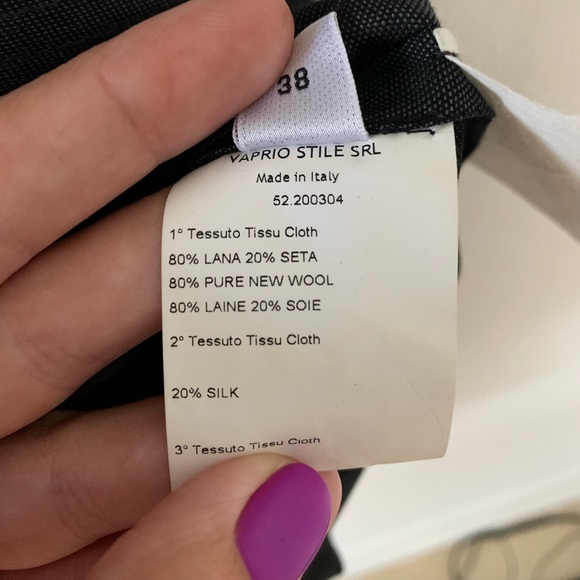 38
VAPRIO STILE SRL
Made in Italy
52.200304
1° Tessuto Tissu Cloth
80% LANA 20% SETA
80% PURE NEW WOOL
80% LAINE 20% SOIE
2° Tessuto Tissu Cloth
20% SILK
3° Tessuto Tissu Cloth